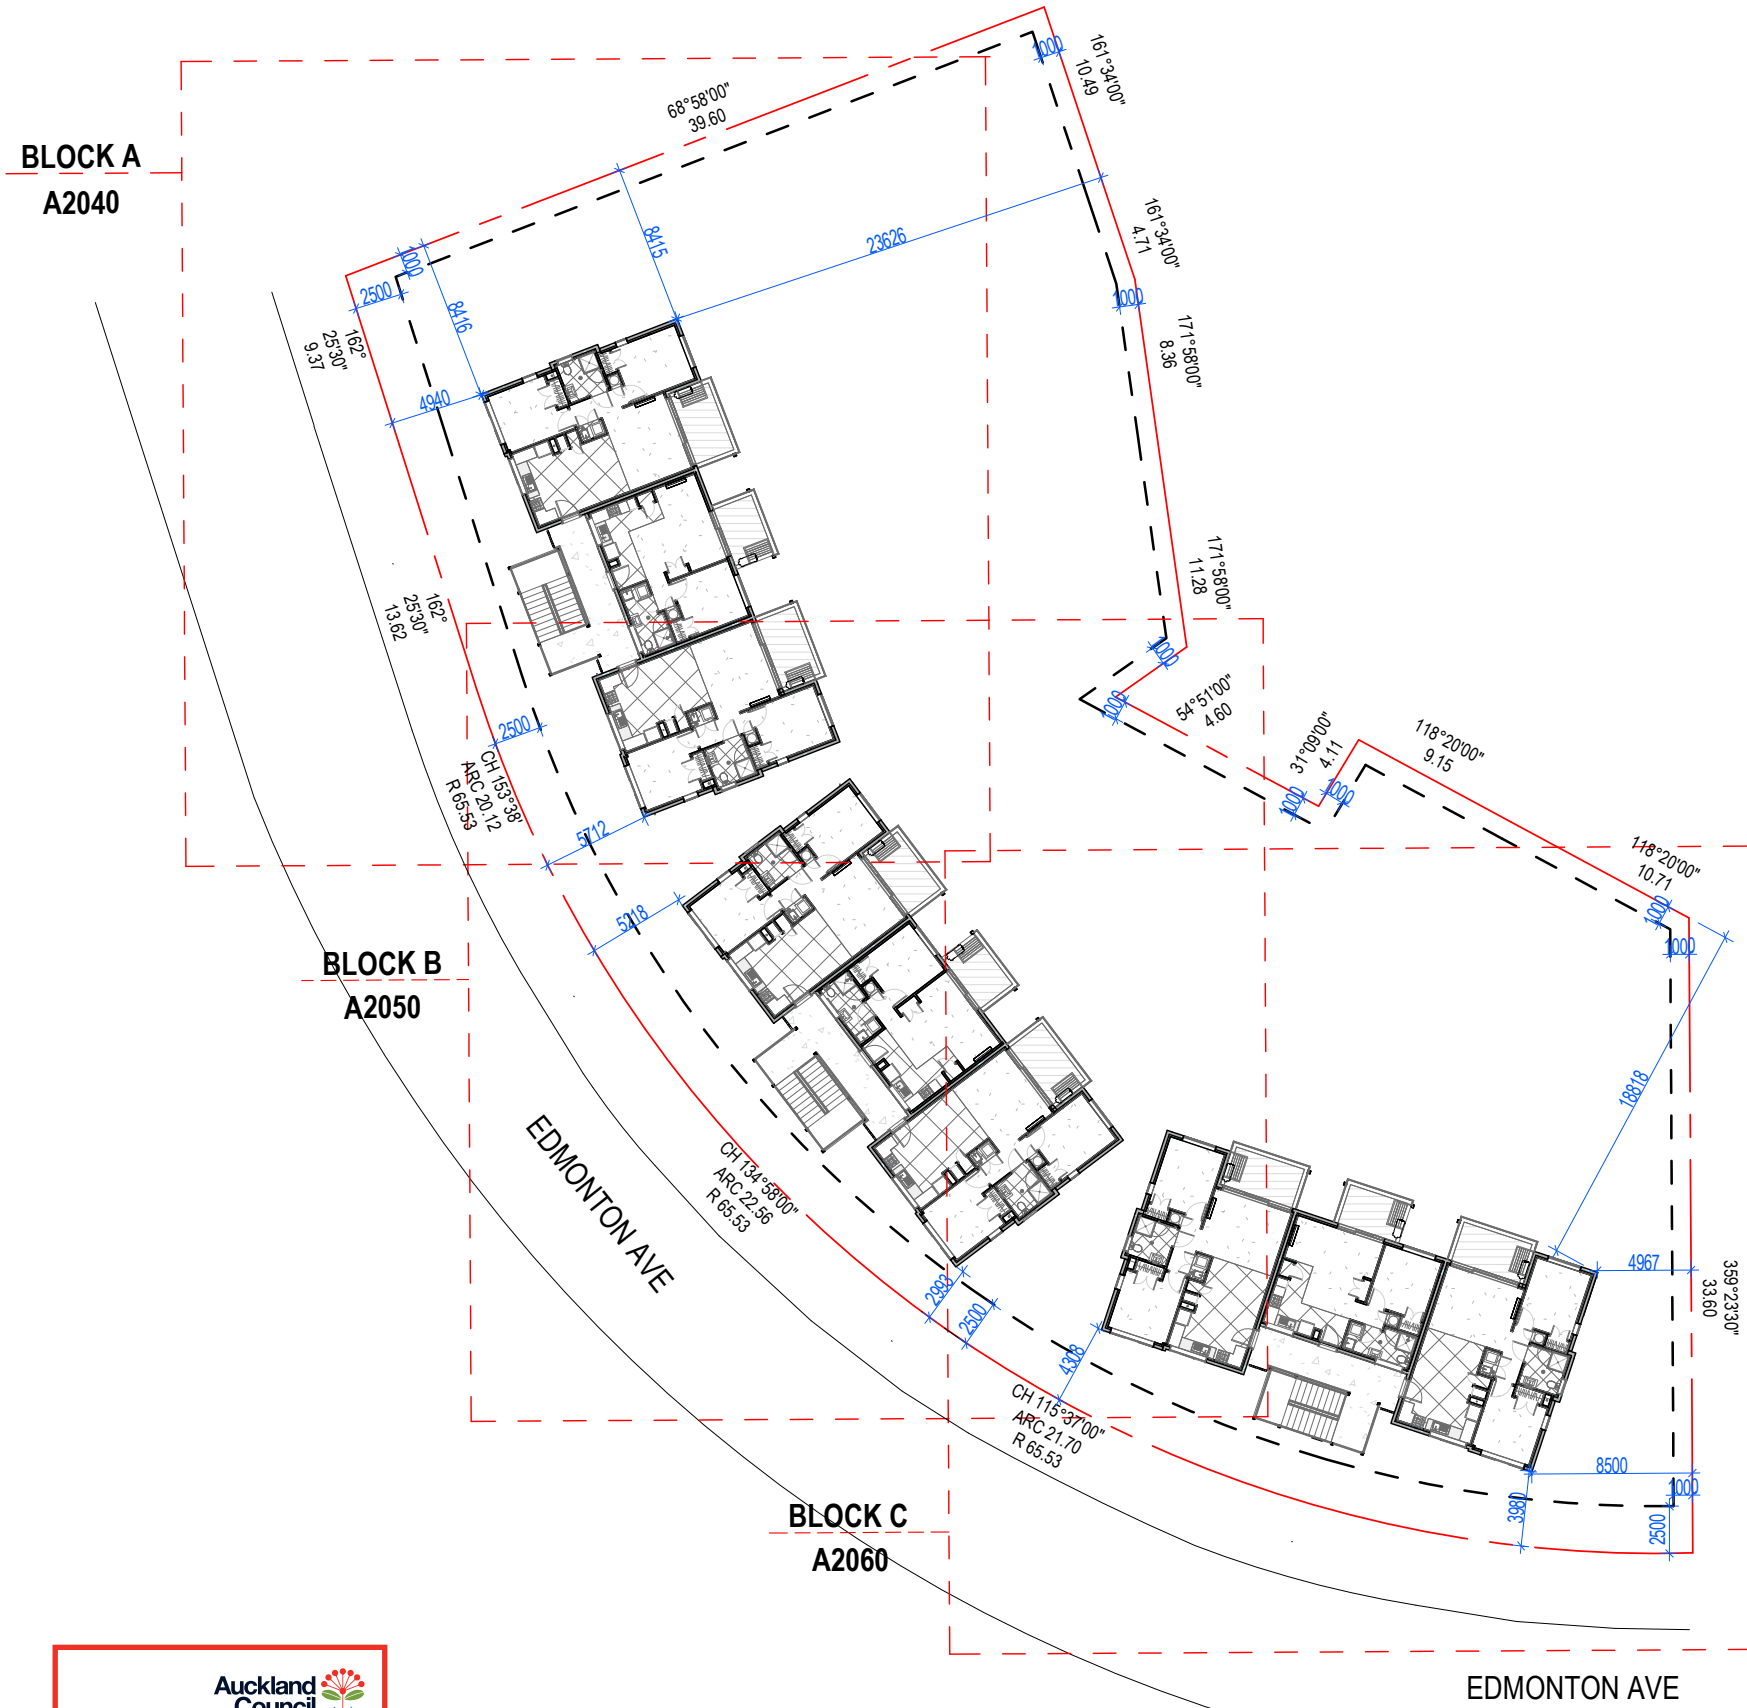 1000
161°34'00"
10.49
68°58'00"
39.60
BLOCK A
A2040
161°34'00"
4.71
8415
23626
1000
2500
8416
1000
171°58'00"
8.36
162°
25'30"
9.37
4940
171°58'00"
11.28
162°
25'30"
13.62
1000
1000
54°51'00"
4.60
2500
31°09'00"
4.11
118°20'00"
9.15
CH 153°38'
ARC 20.12
R 65.53
1000
1000
5712
118°20'00"
10.71
1000
5218
1000
BLOCK B
A2050
18818
EDMONTON AVE
CH 134°58'00"
ARC 22.56
R 65.53
4967
359°23'30"
33.60
2993
2500
4308
CH 115°37'00"
ARC 21.70
R 65.53
8500
1000
3980
2500
BLOCK C
A2060
EDMONTON AVE
Auckland
Council